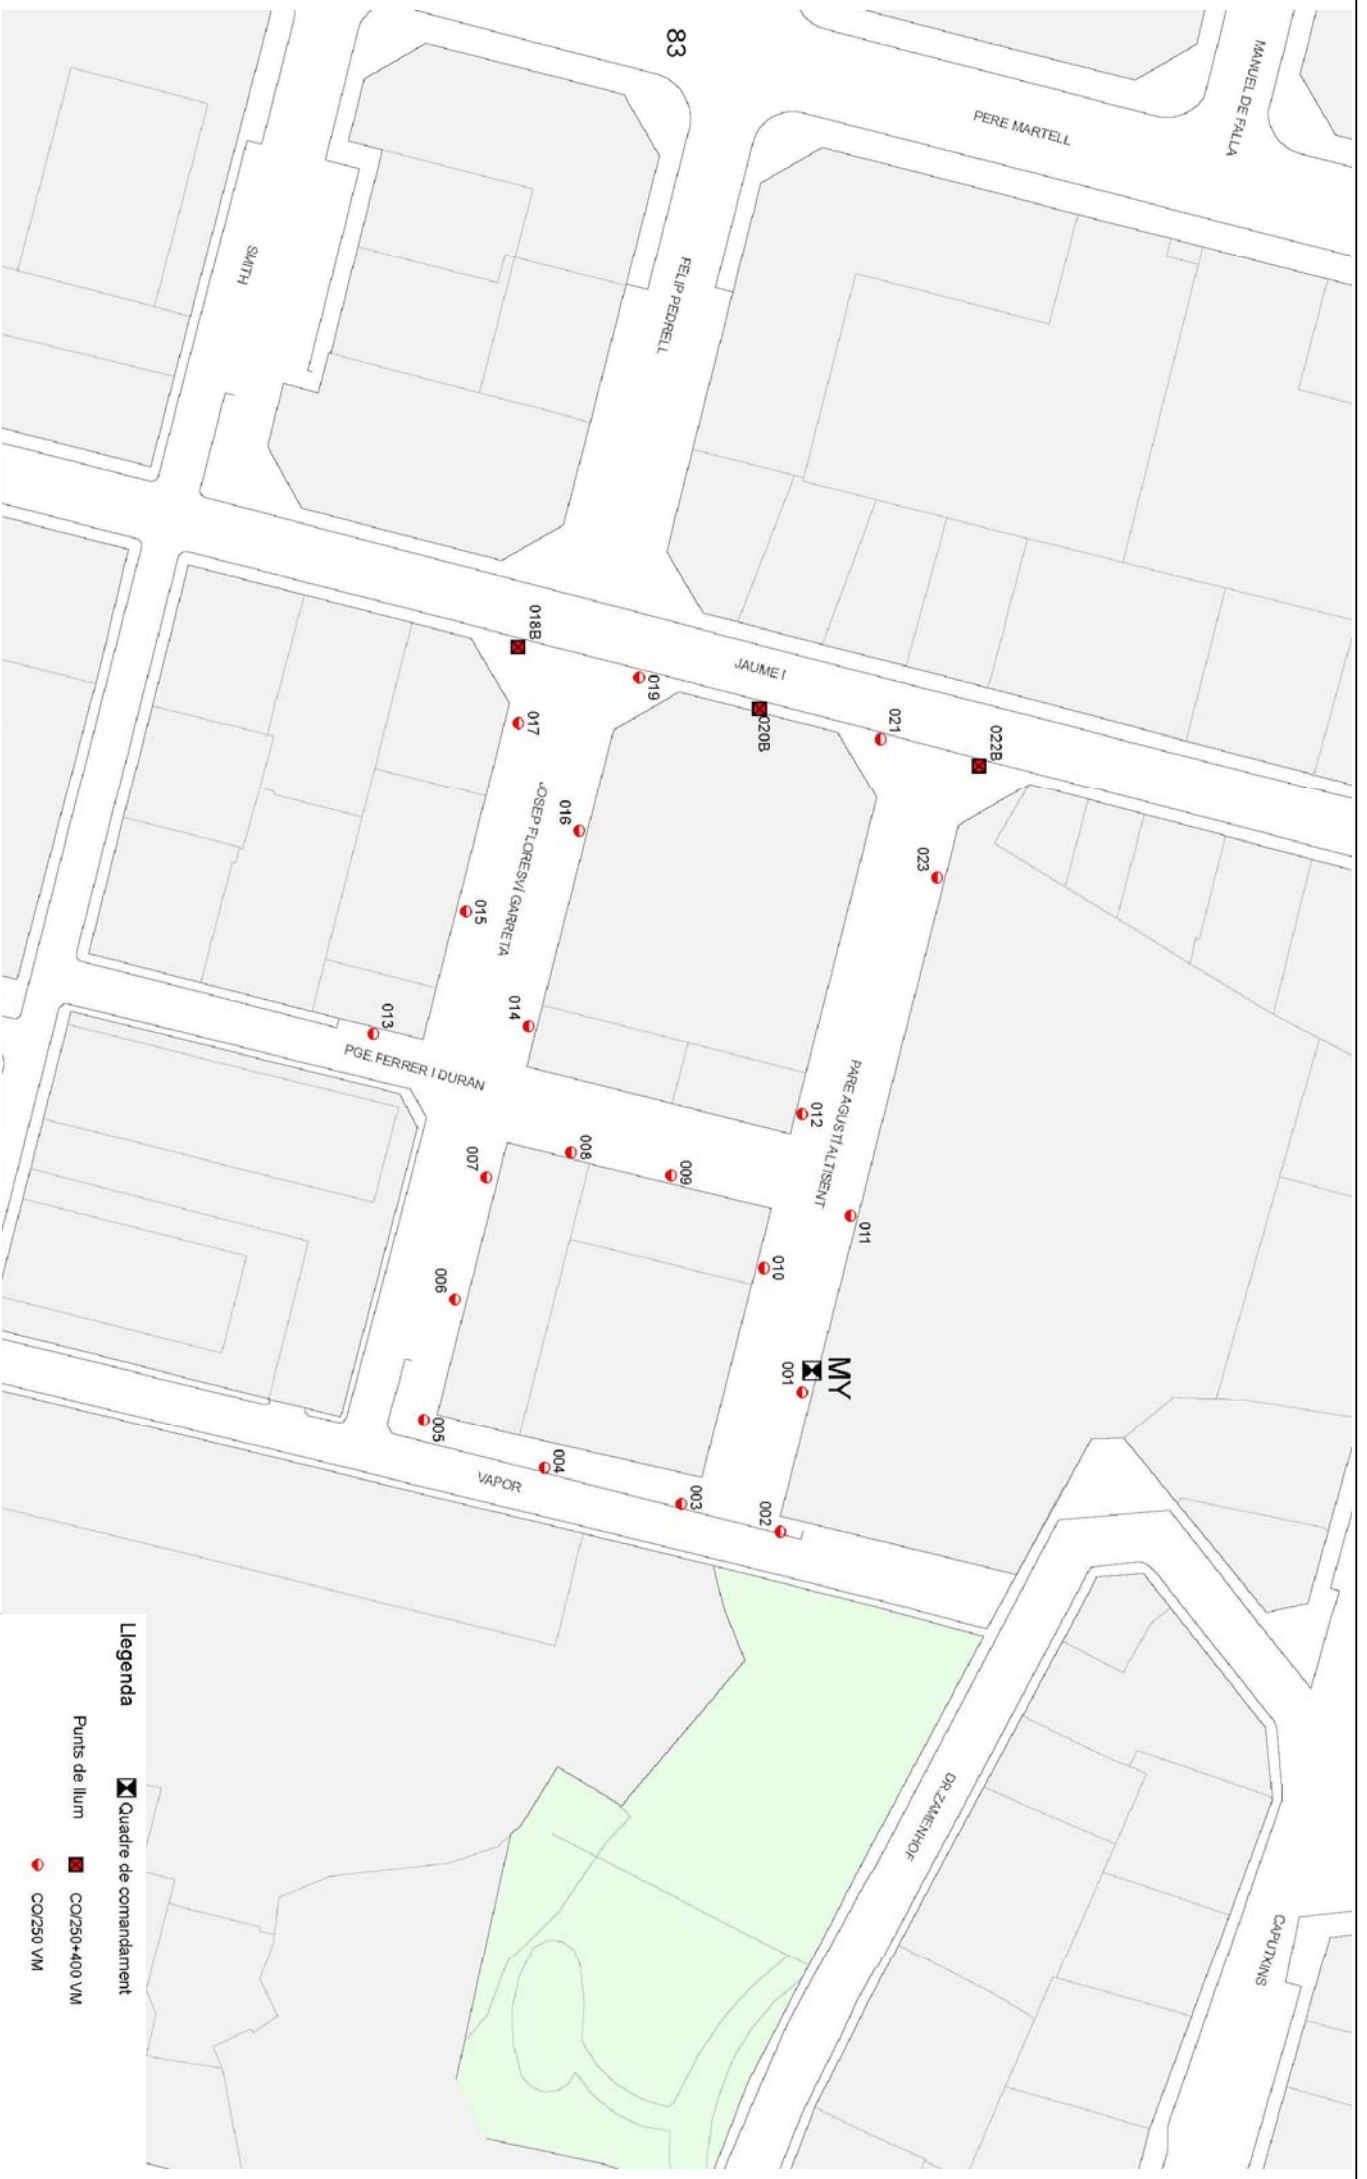 83
MANUEL DE FALLA
PERE MARTELL
SMITH
FELIP PEDRELL
JAUME I
018B
019
020B
021
022B
017
016
JOSEP FLORESVÍ GARRETA
015
014
013
023
PGE. FERRER I DURAN
PARE AGUSTÍ ALTISENT
012
011
010
009
008
007
006
005
004
003
002
001
MY
VAPOR
DR.ZAMENHOF
CAPUTXINS
Llegenda
Quadre de comandament
Punts de llum
CO/250+400 VM
CO/250 VM